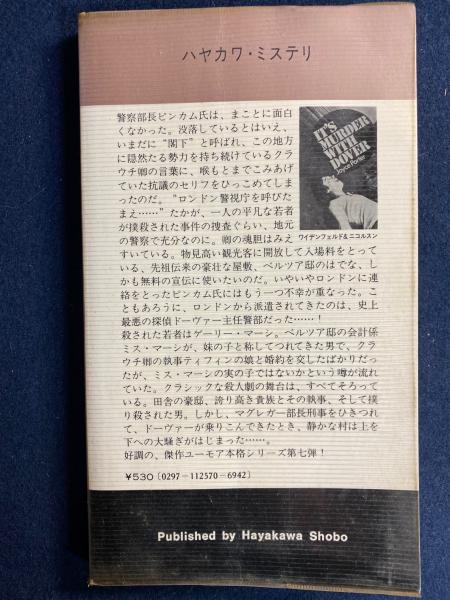 ハヤカワ・ミステリ
警察部長ピンカム氏は、まことに面白
くなかった。没落しているとはいえ、
いまだに“閣下”と呼ばれ、この地方
に隠然たる勢力を持ち続けているクラ
ウチ卿の言葉に、喉もとまでこみあげ
ていた抗議のセリフをひっこめてしま
ったのだ。“ロンドン警視庁を呼びた
まえ……”たかが、一人の平凡な若者
が撲殺された事件の捜査ぐらい、地元
の警察で充分なのに。卿の魂胆はみえ
すいている。物見高い観光客に開放して入場料をとって
いる、先祖伝来の豪壮な屋敷、ベルツア邸のはでな、し
かも無料の宣伝に使いたいのだ。いやいやロンドンに連
絡をとったピンカム氏にはもう一つ不幸が重なった。こ
ともあろうに、ロンドンから派遣されてきたのは、史上
最悪の探偵ドーヴァー主任警部だった……！
殺された若者はゲーリー・マーシ。ベルツア邸の会計係
ミス・マーシが、妹の子と称してつれてきた男で、クラ
ウチ卿の執事ティフィンの娘と婚約を交したばかりだっ
たが、ミス・マーシの実の子ではないかという噂が流れ
ていた。クラシックな殺人劇の舞台は、すべてそろって
いる。田舎の豪邸、誇り高き貴族とその執事、そして撲
り殺された男。しかし、マグレガー部長刑事をひきつれ
て、ドーヴァーが乗りこんできたとき、静かな村は上を
下への大騒ぎがはじまった……。
好調の、傑作ユーモア本格シリーズ第七弾！
IT'S
MURDER
WITH
DOVER
Joyce Porter
ワイデンフェルド＆ニコルスン
￥530〔0297―112570―6942〕
Published by Hayakawa Shobo